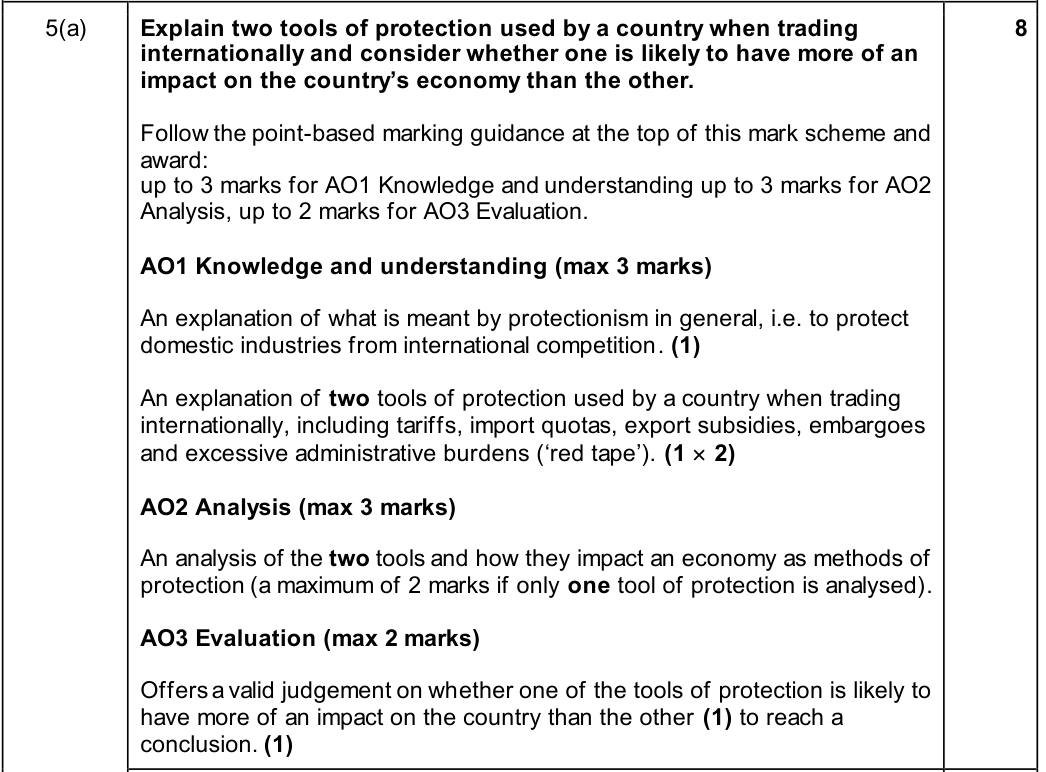 5(a)
Explain two tools of protection used by a country when trading
internationally and consider whether one is likely to have more of an
impact on the country's economy than the other.
8
Follow the point-based marking guidance at the top of this mark scheme and
award:
up to 3 marks for AO1 Knowledge and understanding up to 3 marks for AO2
Analysis, up to 2 marks for AO3 Evaluation.
AO1 Knowledge and understanding (max 3 marks)
An explanation of what is meant by protectionism in general, i.e. to protect
domestic industries from international competition. (1)
An explanation of two tools of protection used by a country when trading
internationally, including tariffs, import quotas, export subsidies, embargoes
and excessive administrative burdens ('red tape'). (1 × 2)
AO2 Analysis (max 3 marks)
An analysis of the two tools and how they impact an economy as methods of
protection (a maximum of 2 marks if only one tool of protection is analysed).
AO3 Evaluation (max 2 marks)
Offers a valid judgement on whether one of the tools of protection is likely to
have more of an impact on the country than the other (1) to reach a
conclusion. (1)